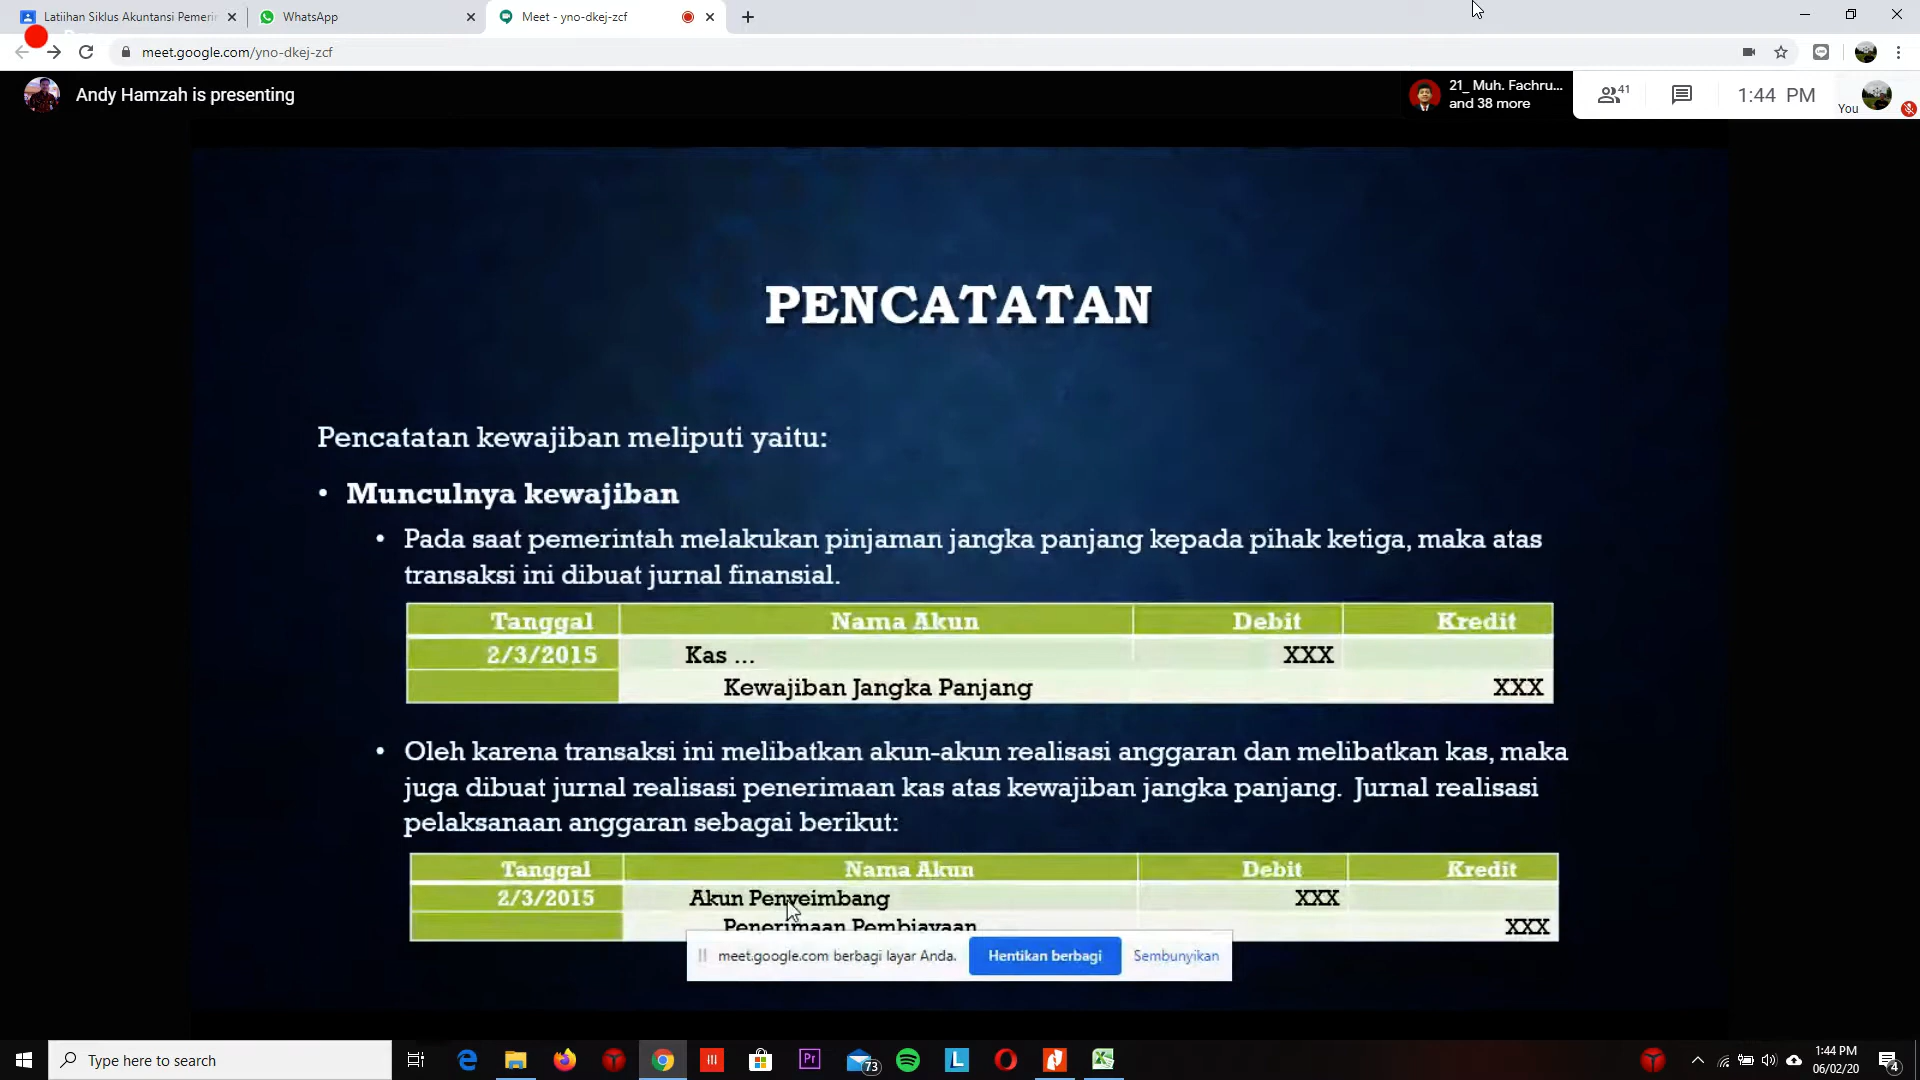 Latiihan Siklus Akuntansi Pemerin
WhatsApp
Meet - yno-dkej-zcf
meet.google.com/yno-dkej-zcf
Andy Hamzah is presenting
21_ Muh. Fachru...
and 38 more
41
1:44 PM
You
PENCATATAN
Pencatatan kewajiban meliputi yaitu:
• Munculnya kewajiban
• Pada saat pemerintah melakukan pinjaman jangka panjang kepada pihak ketiga, maka atas
transaksi ini dibuat jurnal finansial.
Tanggal Nama Akun Debit Kredit
2/3/2015 Kas ... XXX
Kewajiban Jangka Panjang XXX
• Oleh karena transaksi ini melibatkan akun-akun realisasi anggaran dan melibatkan kas, maka
juga dibuat jurnal realisasi penerimaan kas atas kewajiban jangka panjang. Jurnal realisasi
pelaksanaan anggaran sebagai berikut:
Tanggal Nama Akun Debit Kredit
2/3/2015 Akun Penyeimbang XXX
Penerimaan Pembiayaan XXX
meet.google.com berbagi layar Anda.
Hentikan berbagi
Sembunyikan
Type here to search
Pr
73
L
1:44 PM
06/02/20
4